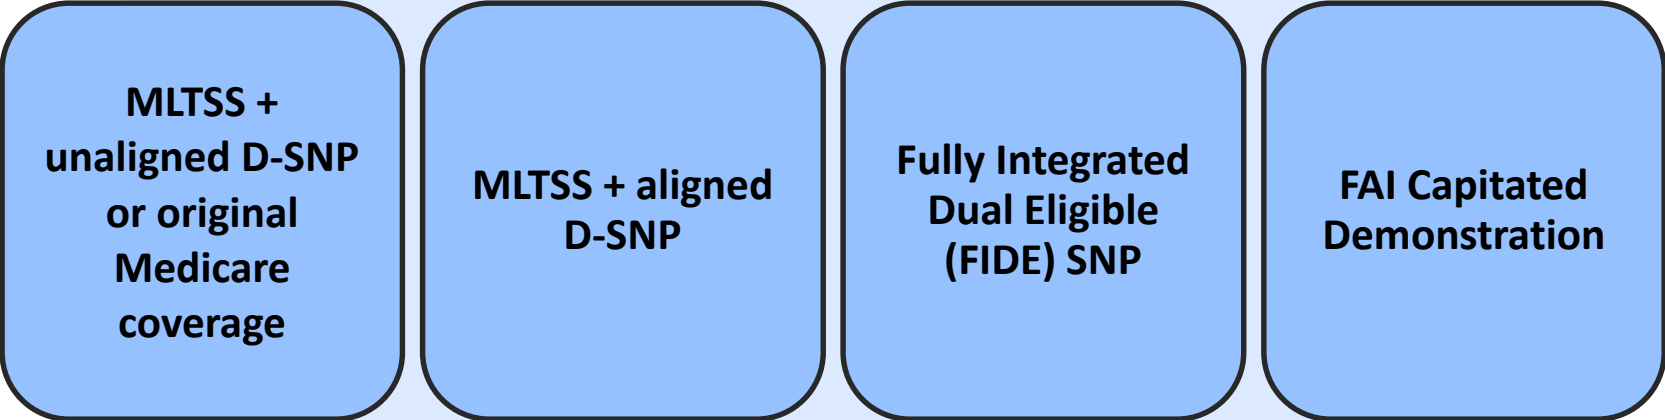 MLTSS +
unaligned D-SNP
or original
Medicare
coverage
MLTSS + aligned
D-SNP
Fully Integrated
Dual Eligible
(FIDE) SNP
FAI Capitated
Demonstration